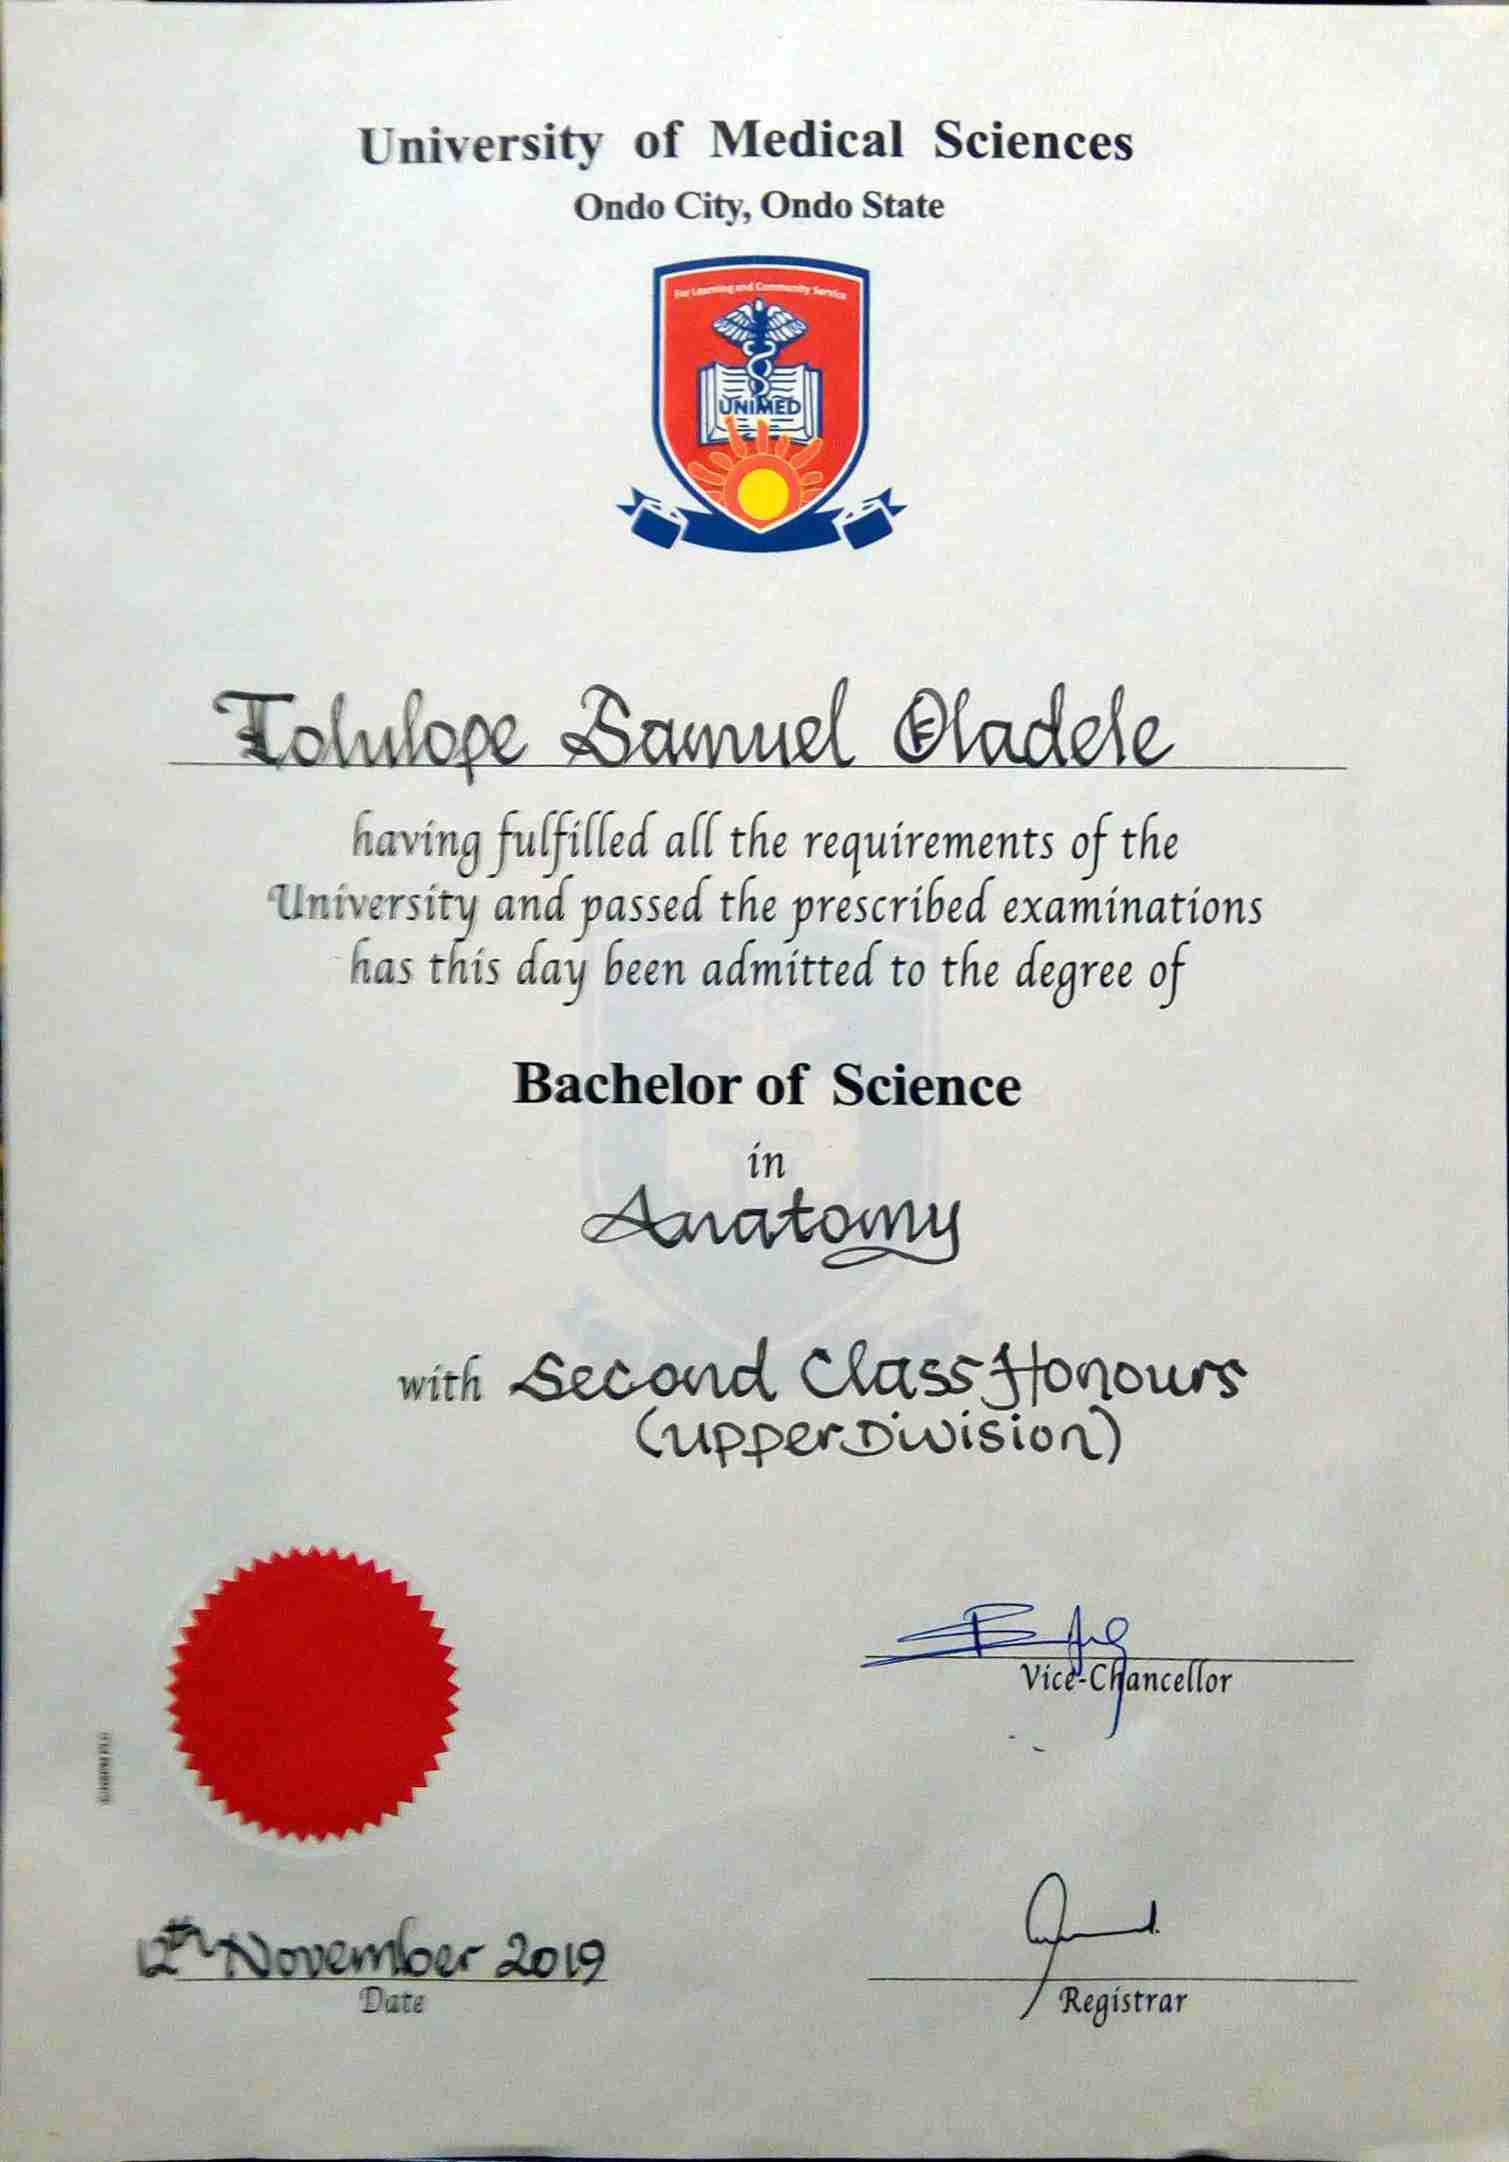 University of Medical Sciences
Ondo City, Ondo State
For Learning and Community Service
UNIMED
Tolulope Samuel Oladele
having fulfilled all the requirements of the
University and passed the prescribed examinations
has this day been admitted to the degree of
Bachelor of Science
in
Anatomy
with Second Class Honours
(Upper Division)
Vice-Chancellor
12th November 2019
Date
Registrar